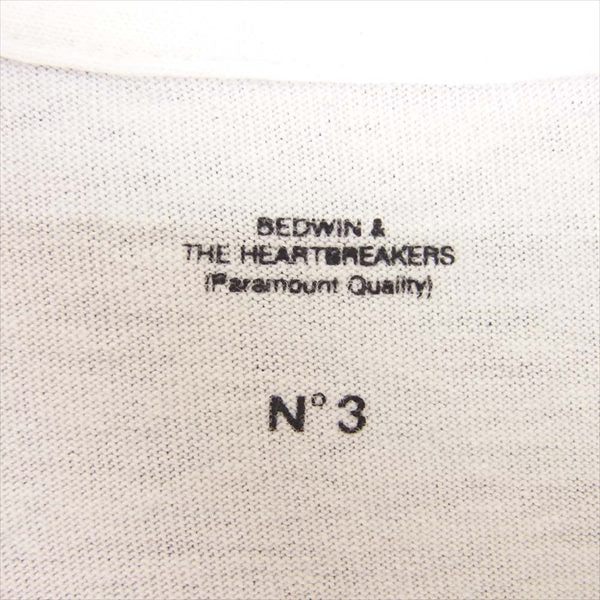 BEDWIN &
THE HEARTBREAKERS
(Paramount Quality)
N° 3